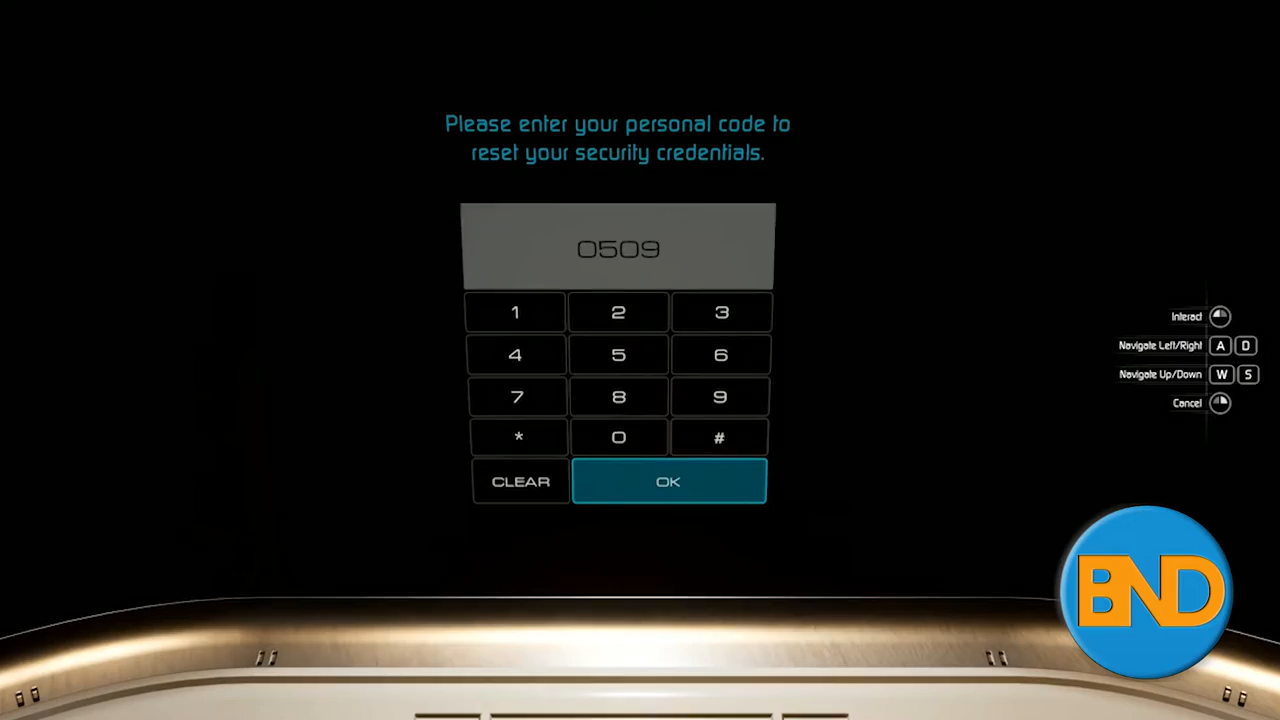 Please enter your personal code to
reset your security credentials.
0509
1 2 3
4 5 6
7 8 9
* 0 #
CLEAR OK
Interact
Navigate Left/Right A D
Navigate Up/Down W S
Cancel
BND